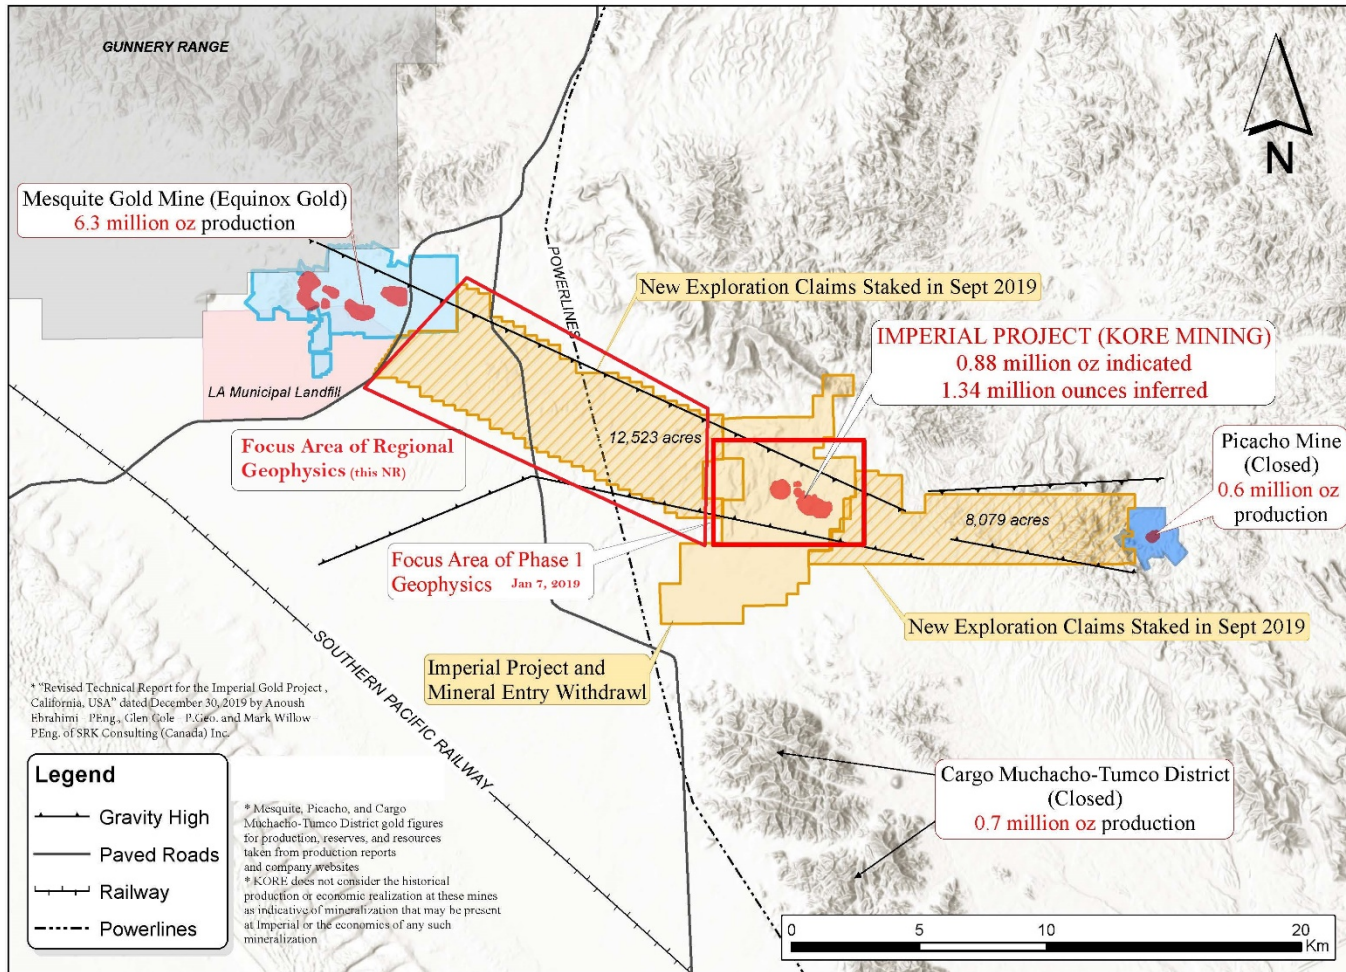 GUNNERY RANGE
N
Mesquite Gold Mine (Equinox Gold)
6.3 million oz production
POWERLINES
New Exploration Claims Staked in Sept 2019
IMPERIAL PROJECT (KORE MINING)
0.88 million oz indicated
1.34 million ounces inferred
LA Municipal Landfill
12,523 acres
Focus Area of Regional
Geophysics (this NR)
Picacho Mine
(Closed)
0.6 million oz
production
8,079 acres
Focus Area of Phase 1
Geophysics Jan 7, 2019
New Exploration Claims Staked in Sept 2019
Imperial Project and
Mineral Entry Withdrawl
SOUTHERN PACIFIC RAILWAY
* "Revised Technical Report for the Imperial Gold Project ,
California, USA" dated December 30, 2019 by Anoush
Ebrahimi PEng., Glen Cole P.Geo. and Mark Willow
PEng. of SRK Consulting (Canada) Inc.
Cargo Muchacho-Tumco District
(Closed)
0.7 million oz production
Legend
Gravity High
Paved Roads
Railway
Powerlines
* Mesquite, Picacho, and Cargo
Muchacho-Tumco District gold figures
for production, reserves, and resources
taken from production reports
and company websites
* KORE does not consider the historical
production or economic realization at these mines
as indicative of mineralization that may be present
at Imperial or the economics of any such
mineralization
0 5 10 20
Km